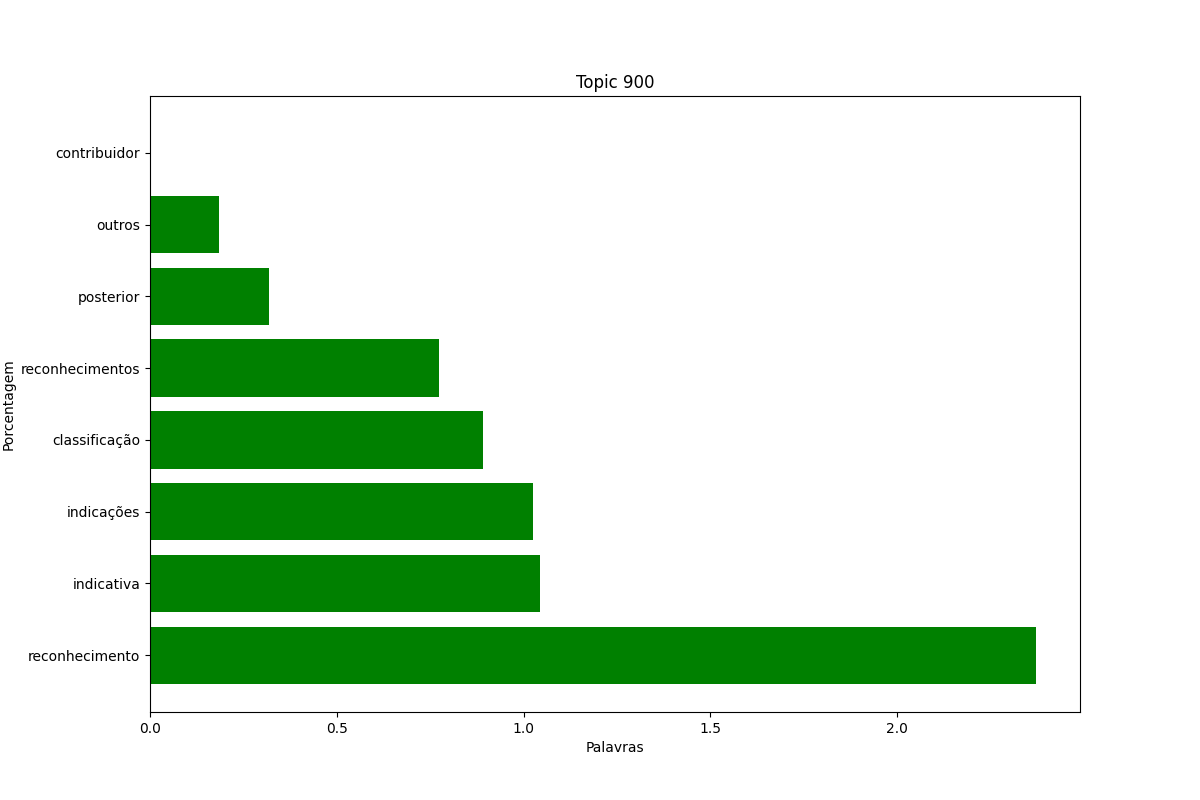 Topic 900
contribuidor
outros
posterior
reconhecimentos
classificação
indicações
indicativa
reconhecimento
Porcentagem
0.0 0.5 1.0 1.5 2.0
Palavras